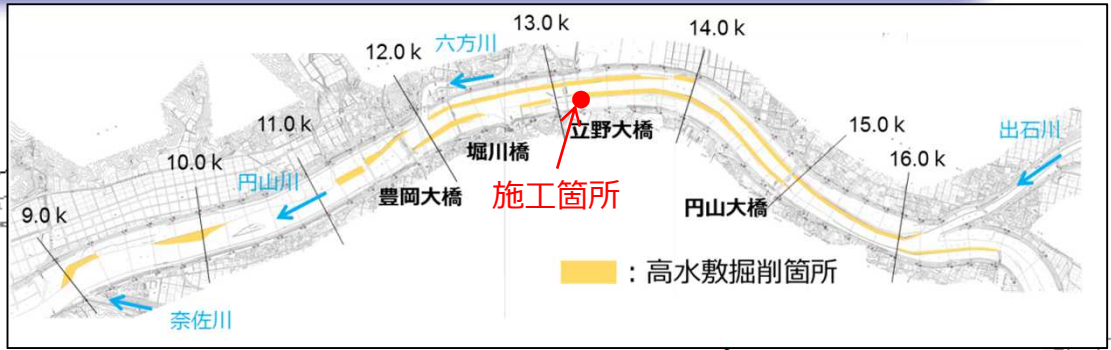 13.0 k
14.0 k
12.0 k
六方川
11.0 k
立野大橋
15.0 k
出石川
堀川橋
10.0 k
円山川
16.0 k
豊岡大橋
施工箇所
円山大橋
9.0 k
：高水敷掘削箇所
奈佐川